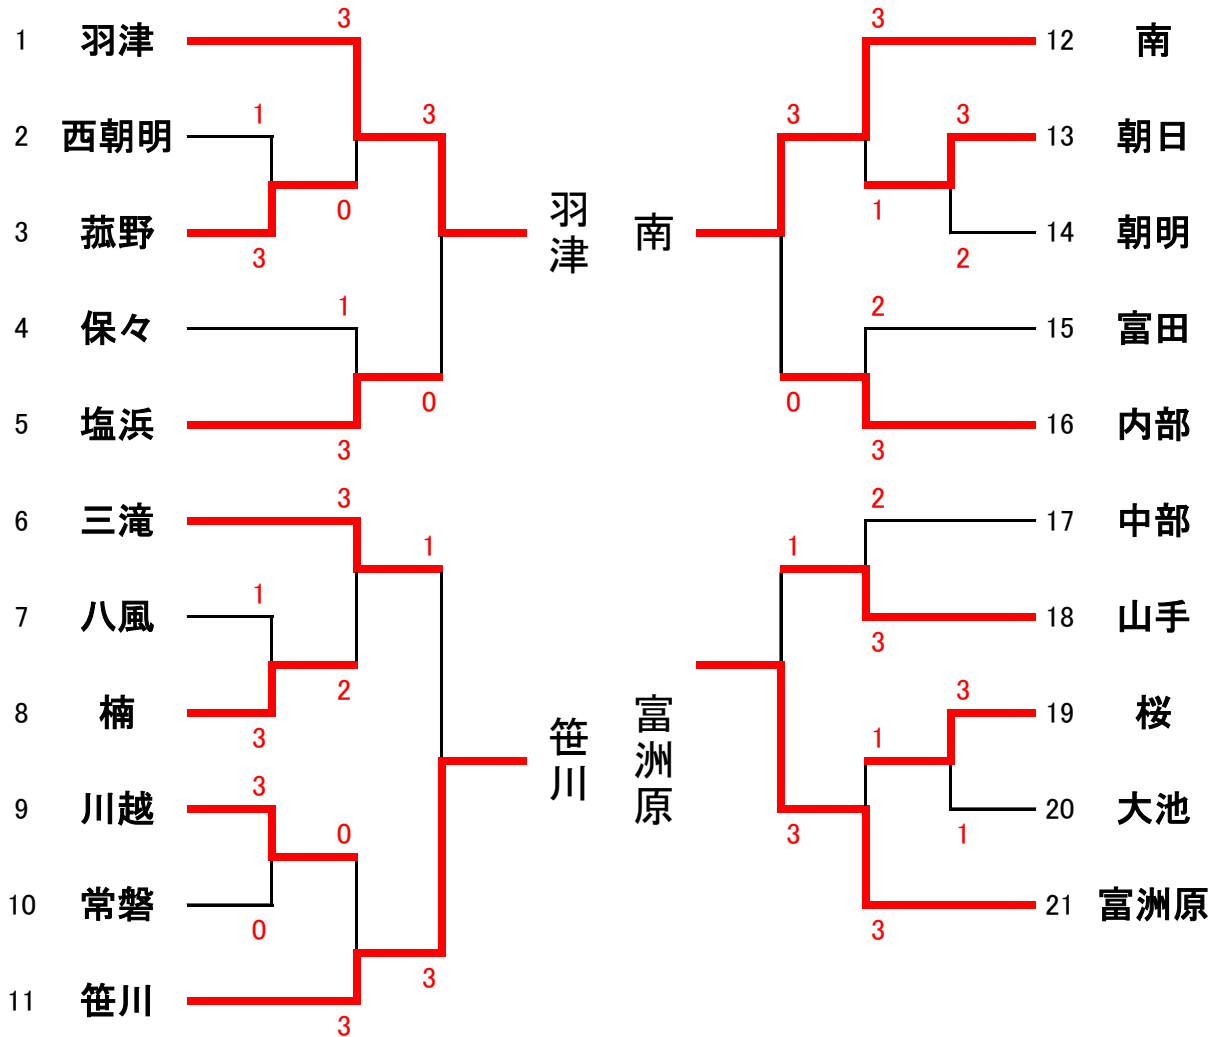 3
1 羽津
1
2 西朝明
3
0
3 菰野
3
1
4 保々
0
5 塩浜
3
羽津
3
6 三滝
1
1
7 八風
2
8 楠
3
3
9 川越
0
10 常磐
0
3
11 笹川
3
笹川
3
12 南
3
3
13 朝日
1
14 朝明
2
南
2
15 富田
0
16 内部
3
2
17 中部
1
18 山手
3
3
19 桜
1
20 大池
3
1
21 富洲原
3
富洲原